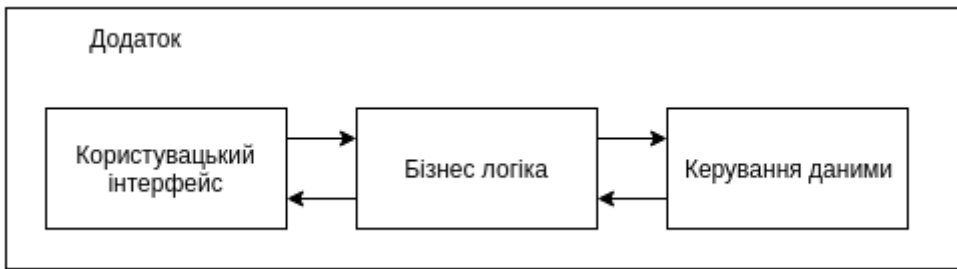 Додаток
Користувацький
інтерфейс
Бізнес логіка
Керування даними